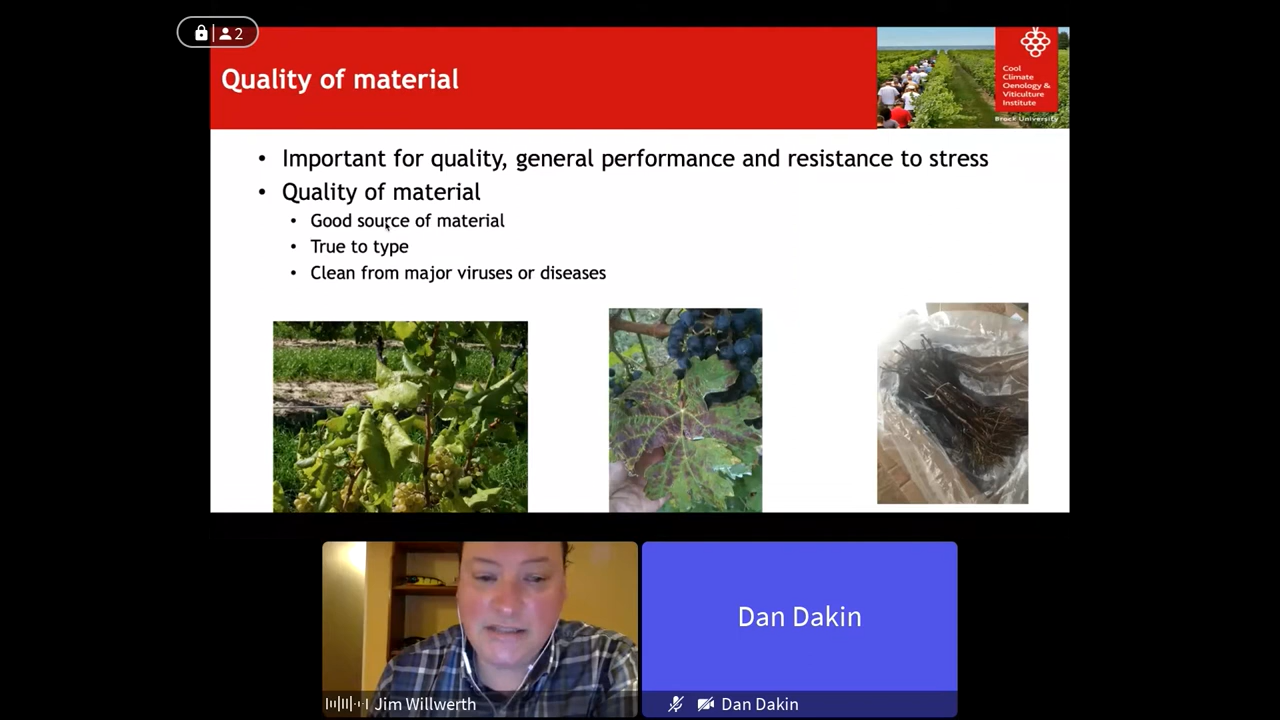 2
Quality of material
Cool
Climate
Oenology &
Viticulture
Institute
Brock University
• Important for quality, general performance and resistance to stress
• Quality of material
• Good source of material
• True to type
• Clean from major viruses or diseases
Dan Dakin
Jim Willwerth
Dan Dakin